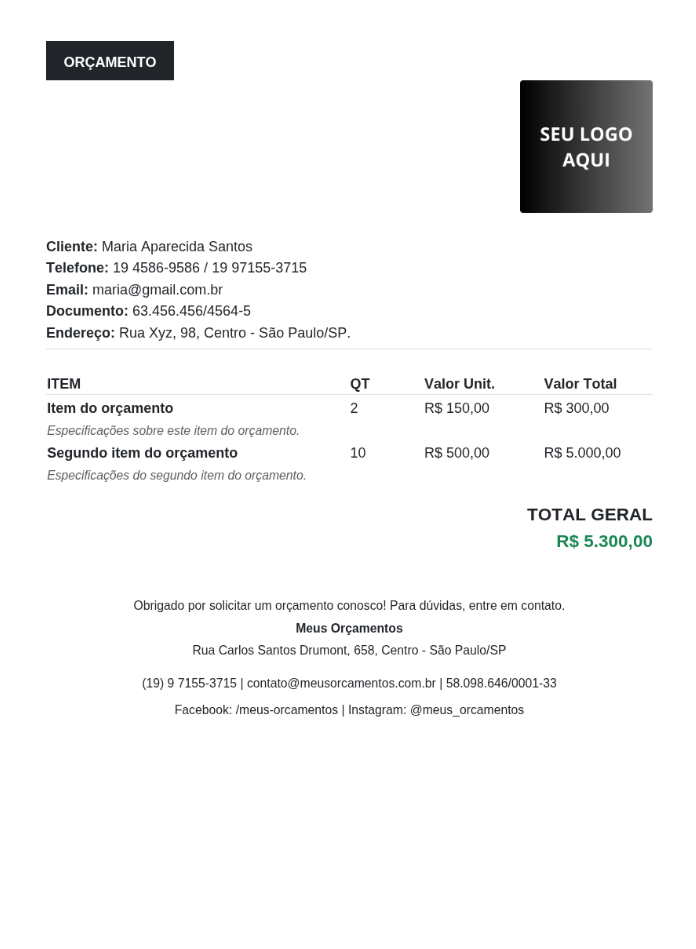 ORÇAMENTO
SEU LOGO
AQUI
Cliente: Maria Aparecida Santos
Telefone: 19 4586-9586 / 19 97155-3715
Email: maria@gmail.com.br
Documento: 63.456.456/4564-5
Endereço: Rua Xyz, 98, Centro - São Paulo/SP.
ITEM QT Valor Unit. Valor Total
Item do orçamento 2 R$ 150,00 R$ 300,00
Especificações sobre este item do orçamento.
Segundo item do orçamento 10 R$ 500,00 R$ 5.000,00
Especificações do segundo item do orçamento.
TOTAL GERAL
R$ 5.300,00
Obrigado por solicitar um orçamento conosco! Para dúvidas, entre em contato.
Meus Orçamentos
Rua Carlos Santos Drumont, 658, Centro - São Paulo/SP
(19) 9 7155-3715 | contato@meusorcamentos.com.br | 58.098.646/0001-33
Facebook: /meus-orcamentos | Instagram: @meus_orcamentos